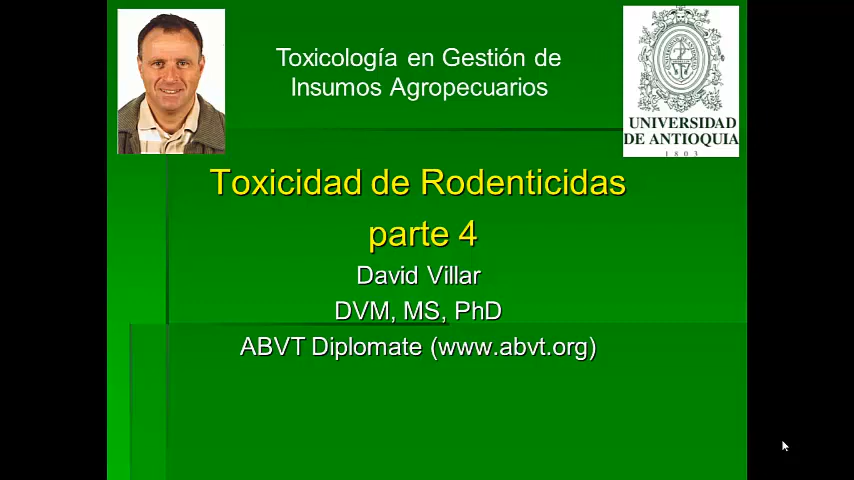 Toxicología en Gestión de
Insumos Agropecuarios
UNIVERSIDAD
DE ANTIOQUIA
1803
Toxicidad de Rodenticidas
parte 4
David Villar
DVM, MS, PhD
ABVT Diplomate (www.abvt.org)